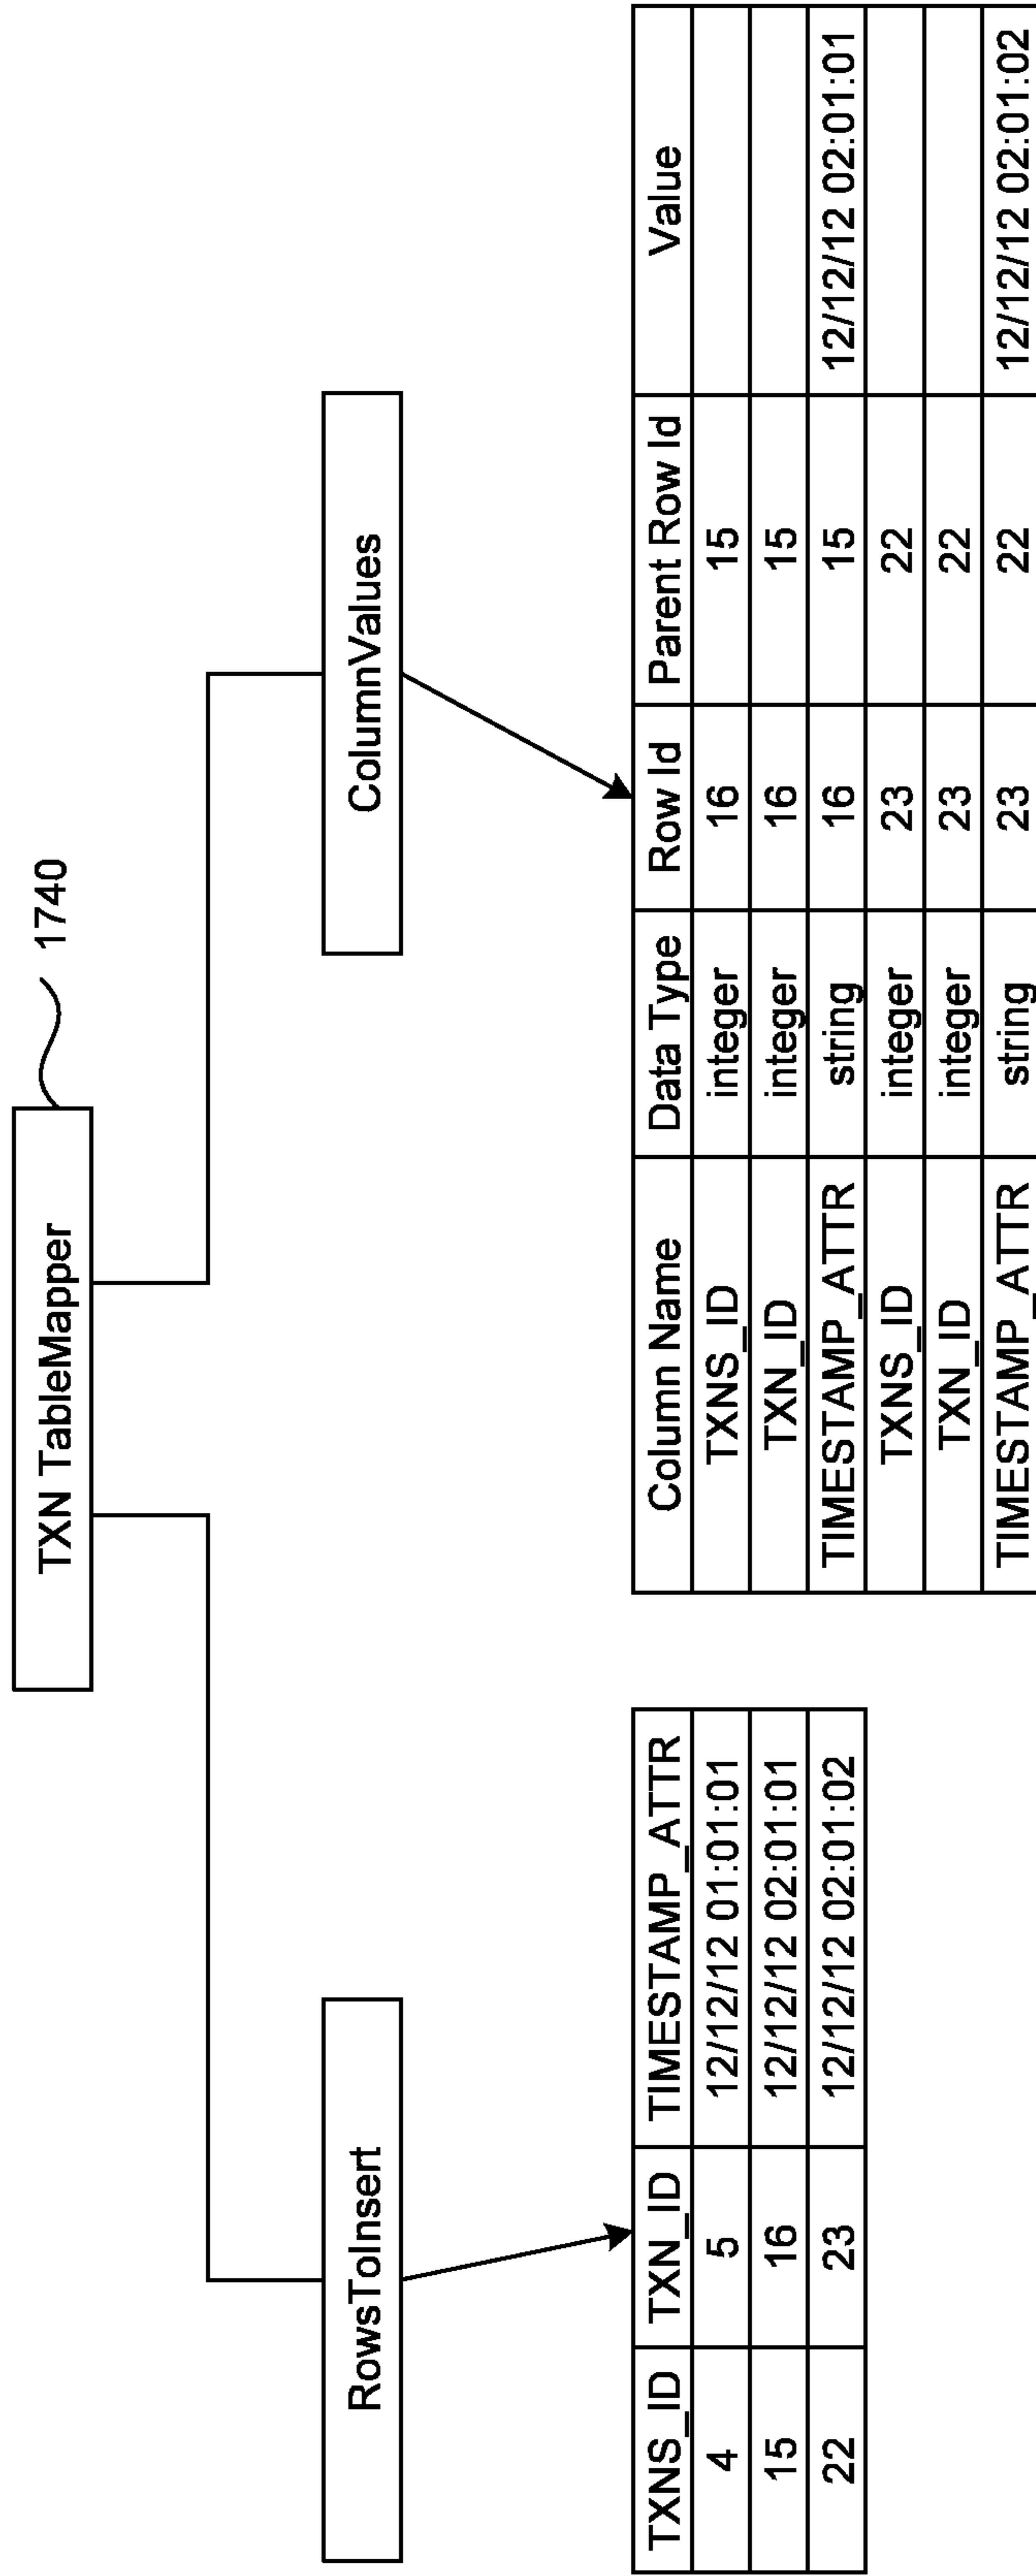 TXN TableMapper
1740
RowsToInsert
ColumnValues
TXNS_ID TXN_ID TIMESTAMP_ATTR
4 5 12/12/12 01:01:01
15 16 12/12/12 02:01:01
22 23 12/12/12 02:01:02
Column Name Data Type Row Id Parent Row Id Value
TXNS_ID integer 16 15
TXN_ID integer 16 15
TIMESTAMP_ATTR string 16 15 12/12/12 02:01:01
TXNS_ID integer 23 22
TXN_ID integer 23 22
TIMESTAMP_ATTR string 23 22 12/12/12 02:01:02